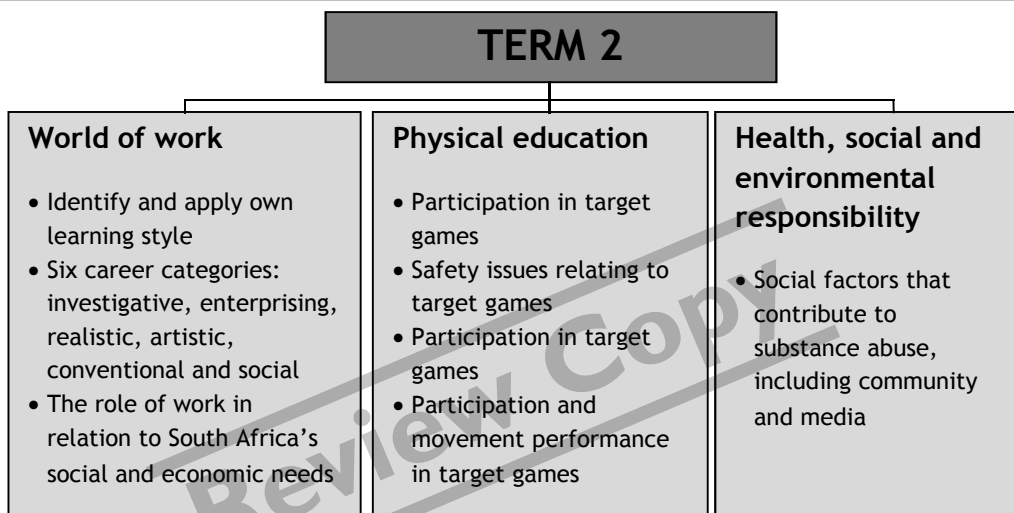 TERM 2
World of work
• Identify and apply own
learning style
• Six career categories:
investigative, enterprising,
realistic, artistic,
conventional and social
• The role of work in
relation to South Africa’s
social and economic needs
Physical education
• Participation in target
games
• Safety issues relating to
target games
• Participation in target
games
• Participation and
movement performance
in target games
Health, social and
environmental
responsibility
• Social factors that
contribute to
substance abuse,
including community
and media
Review Copy